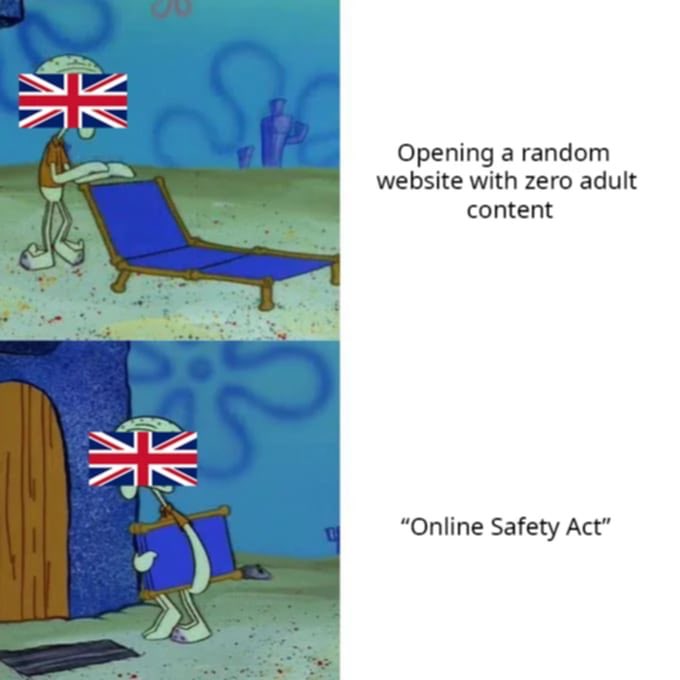 Opening a random
website with zero adult
content
“Online Safety Act”